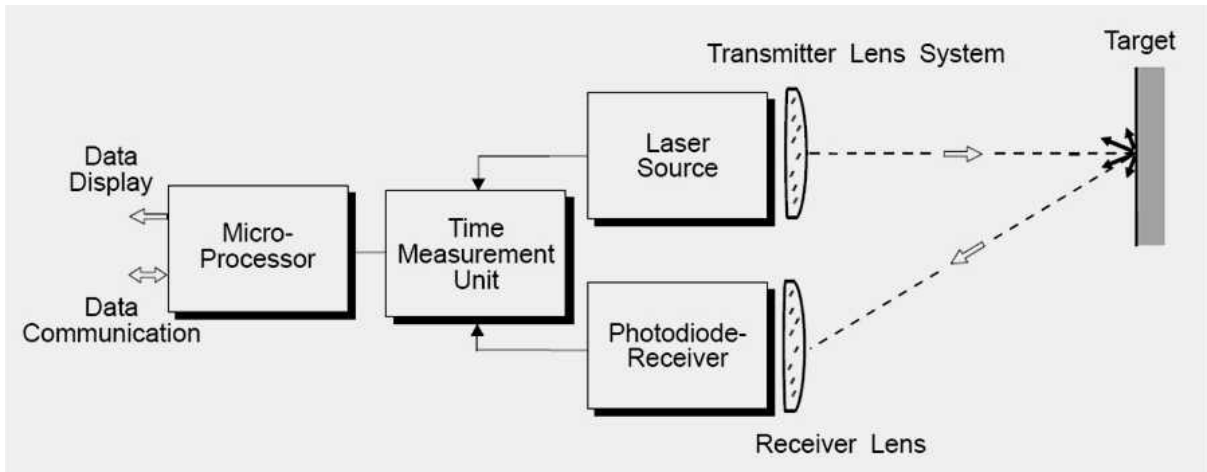 Data
Display
Data
Communication
Micro-
Processor
Time
Measurement
Unit
Laser
Source
Photodiode-
Receiver
Transmitter Lens System
Receiver Lens
Target